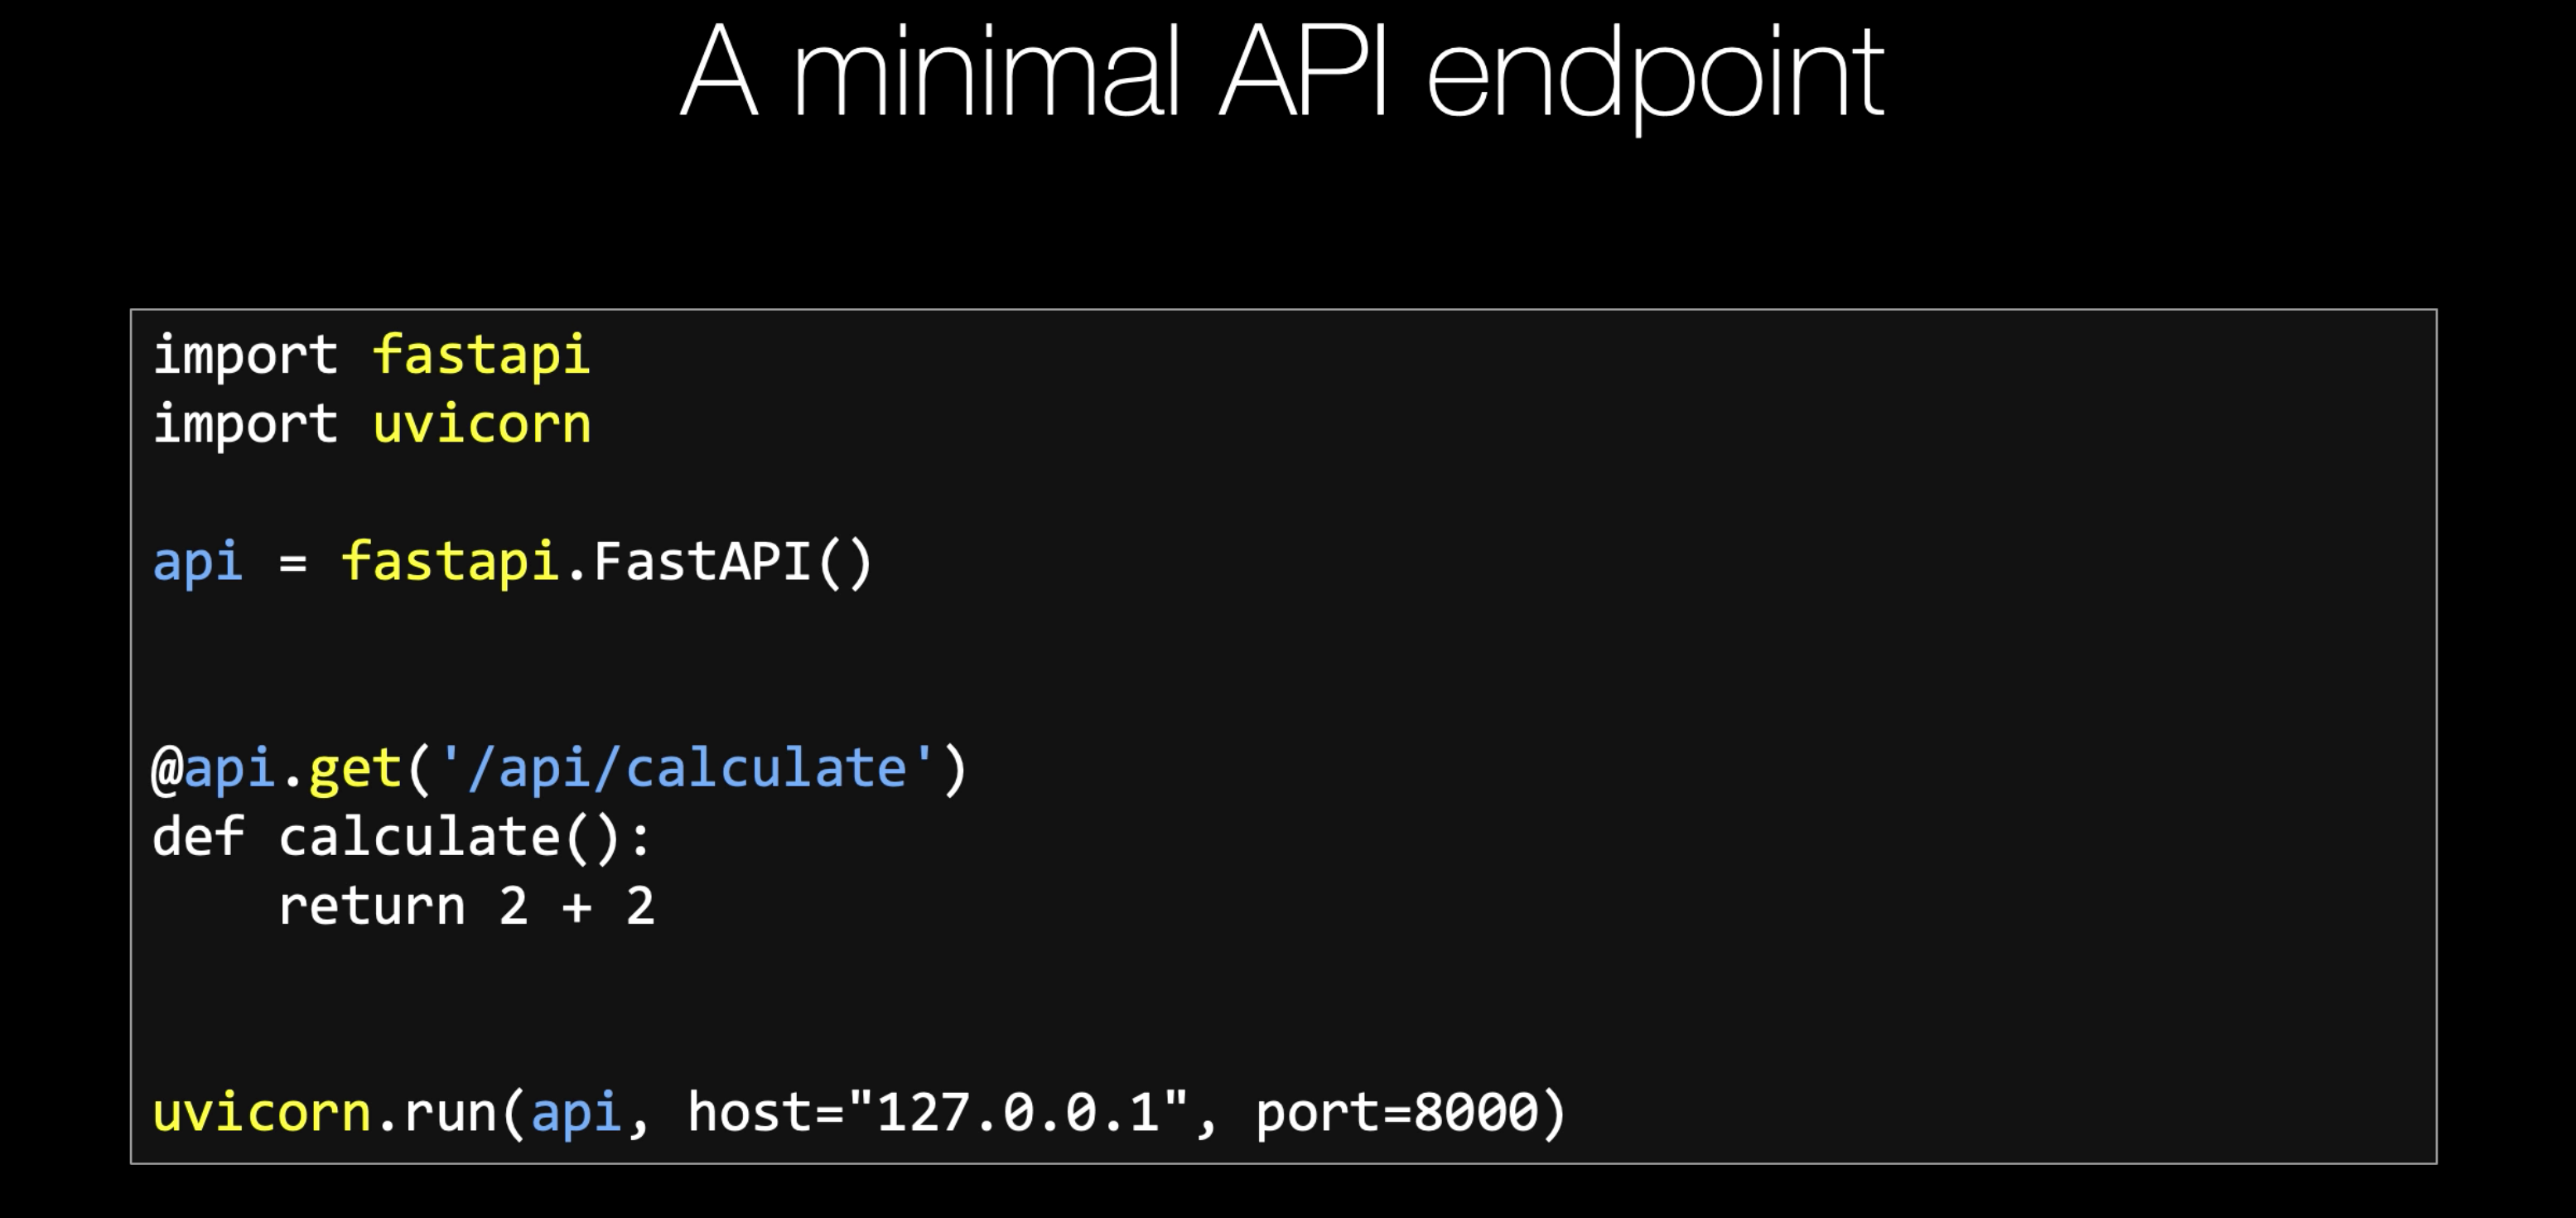 A minimal API endpoint
import fastapi
import uvicorn
api = fastapi.FastAPI()
@api.get('/api/calculate')
def calculate():
    return 2 + 2
uvicorn.run(api, host="127.0.0.1", port=8000)